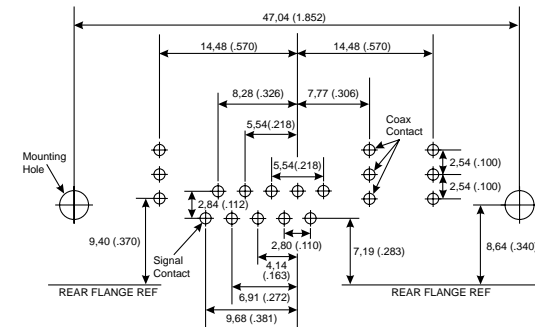 47,04 (1.852)
14,48 (.570)
14,48 (.570)
8,28 (.326)
7,77 (.306)
5,54(.218)
Coax
Contact
Mounting
Hole
5,54(.218)
2,54 (.100)
2,54 (.100)
2,84 (.112)
9,40 (.370)
Signal
Contact
2,80 (.110)
7,19 (.283)
8,64 (.340)
4,14
(.163)
REAR FLANGE REF
REAR FLANGE REF
6,91 (.272)
9,68 (.381)